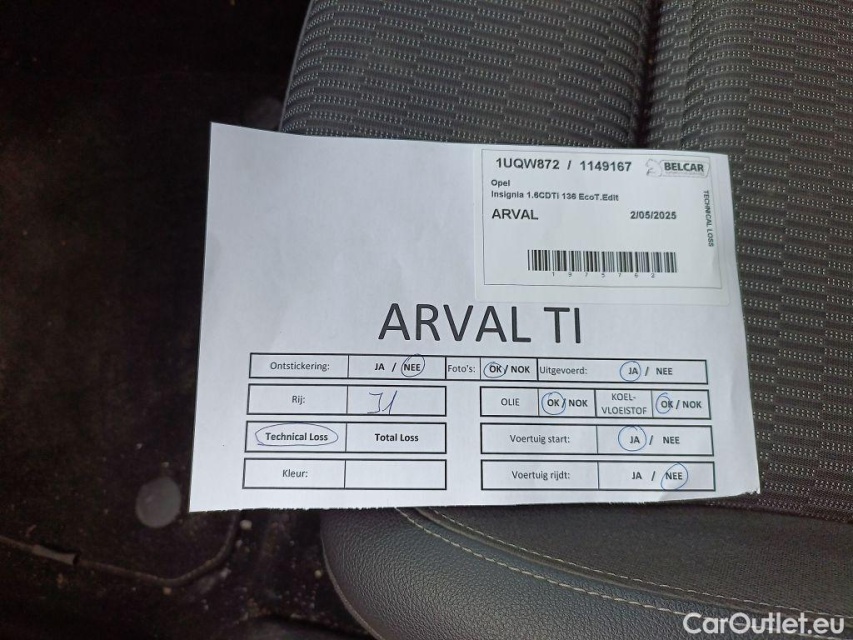 1UQW872 / 1149167 BELCAR
Opel
Insignia 1.6CDTi 136 EcoT.Edit
ARVAL 2/05/2025
TECHNICAL LOSS
1975762
ARVAL TI
Ontstickering: JA / NEE Foto's: OK/ NOK Uitgevoerd: JA / NEE
Rij: J1 OLIE OK/ NOK KOEL-
VLOEISTOF OK/ NOK
Technical Loss Total Loss Voertuig start: JA / NEE
Kleur: Voertuig rijdt: JA / NEE
CarOutlet.eu